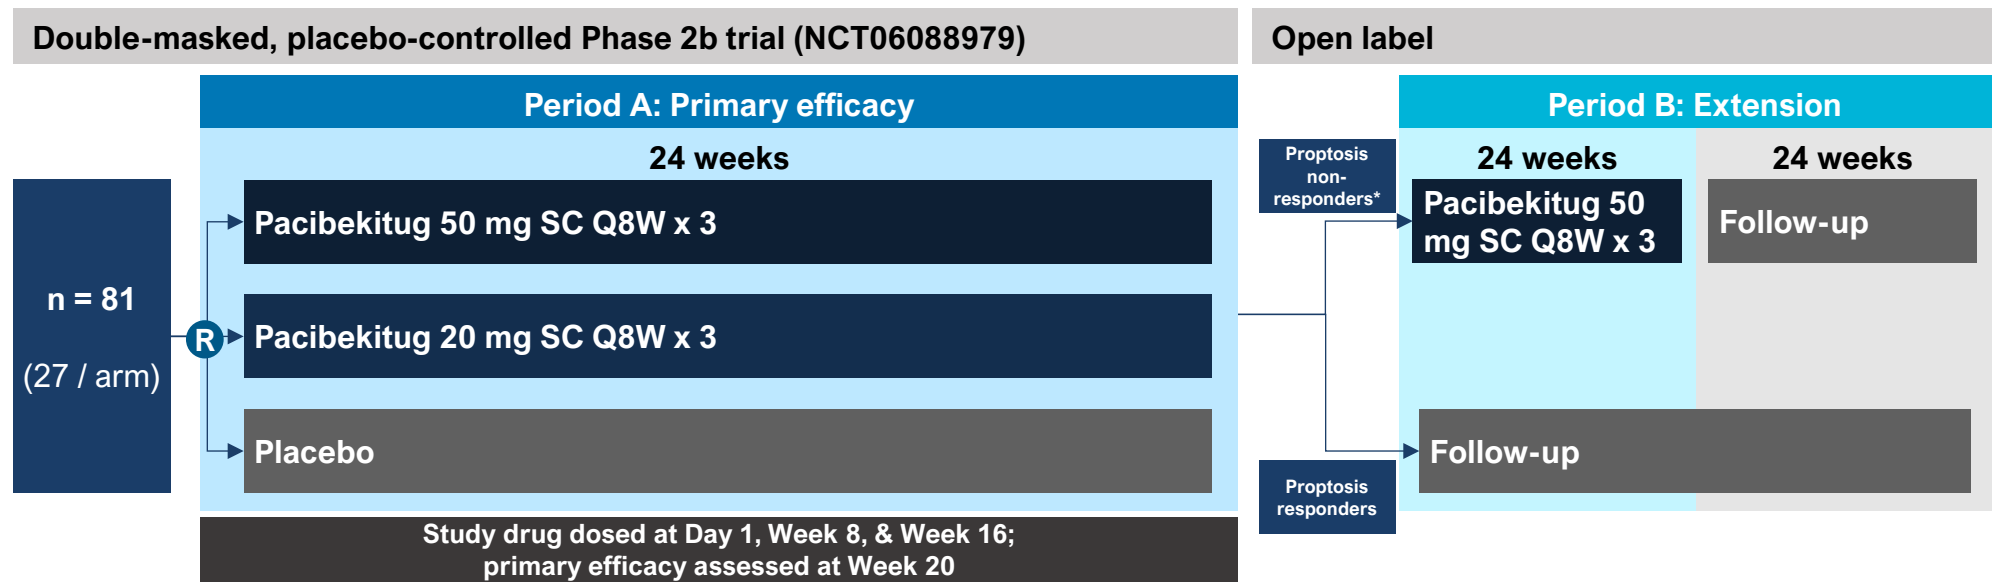 Double-masked, placebo-controlled Phase 2b trial (NCT06088979)
Open label
Period A: Primary efficacy
24 weeks
n = 81
(27 / arm)
R
Pacibekitug 50 mg SC Q8W x 3
Pacibekitug 20 mg SC Q8W x 3
Placebo
Study drug dosed at Day 1, Week 8, & Week 16;
primary efficacy assessed at Week 20
Proptosis
non-
responders*
Proptosis
responders
Period B: Extension
24 weeks
24 weeks
Pacibekitug 50
mg SC Q8W x 3
Follow-up
Follow-up